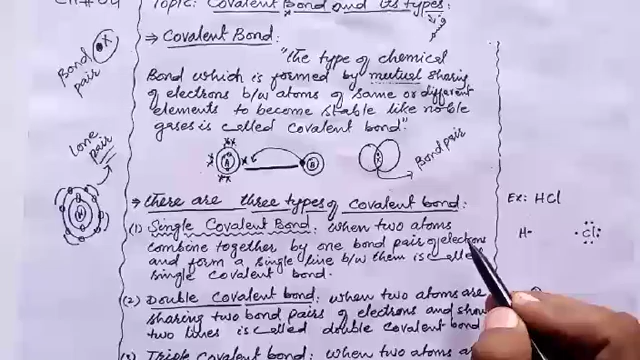 CH#04 Topic: Covalent Bond and its types:
⇒ Covalent Bond:
"The type of chemical
Bond which is formed by mutual sharing
of electrons b/w atoms of same or different
elements to become stable like noble
gases is called covalent bond".
Bond pair
lone pair
Bond pair
⇒ There are three types of covalent bond:
(1) Single Covalent Bond: when two atoms
combine together by one bond pair of electrons
and form a single line b/w them is called
single covalent bond.
(2) Double covalent bond: when two atoms are
sharing two bond pairs of electrons and show
two lines is called double covalent bond
(3) Triple covalent Bond: when two atoms are
Ex: HCl
H Cl